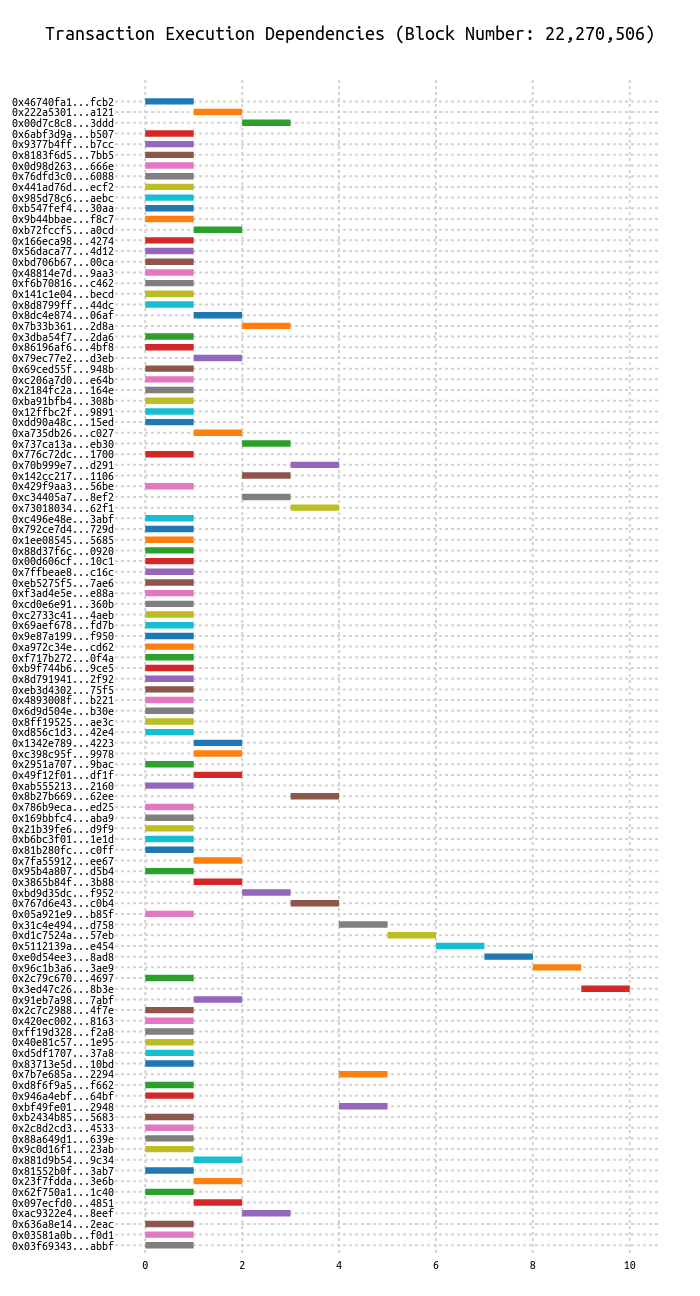 Transaction Execution Dependencies (Block Number: 22,270,506)
0x46740fa1...fcb2
0x222a5301...a121
0x00d7c8c8...3ddd
0x6abf3d9a...b507
0x9377b4ff...b7cc
0x8183f6d5...7bb5
0x0d98d263...666e
0x76dfd3c0...6088
0x441ad76d...ecf2
0x985d78c6...aebc
0xb547fef4...30aa
0x9b44bbae...f8c7
0xb72fccf5...a0cd
0x166eca98...4274
0x56daca77...4d12
0xbd706b67...00ca
0x48814e7d...9aa3
0xf6b70816...c462
0x141c1e04...becd
0x8d8799ff...44dc
0x8dc4e874...06af
0x7b33b361...2d8a
0x3dba54f7...2da6
0x86196af6...4bf8
0x79ec77e2...d3eb
0x69ced55f...948b
0xc206a7d0...e64b
0x2184fc2a...164e
0xba91bfb4...308b
0x12ffbc2f...9891
0xdd90a48c...15ed
0xa735db26...c027
0x737ca13a...eb30
0x776c72dc...1700
0x70b999e7...d291
0x142cc217...1106
0x429f9aa3...56be
0xc34405a7...8ef2
0x73018034...62f1
0xc496e48e...3abf
0x792ce7d4...729d
0x1ee08545...5685
0x88d37f6c...0920
0x00d606cf...10c1
0x7ffbeae8...c16c
0xeb5275f5...7ae6
0xf3ad4e5e...e88a
0xcd0e6e91...360b
0xc2733c41...4aeb
0x69aef678...fd7b
0x9e87a199...f950
0xa972c34e...cd62
0xf717b272...0f4a
0xb9f744b6...9ce5
0x8d791941...2f92
0xeb3d4302...75f5
0x4893008f...b221
0x6d9d504e...b30e
0x8ff19525...ae3c
0xd856c1d3...42e4
0x1342e789...4223
0xc398c95f...9978
0x2951a707...9bac
0x49f12f01...df1f
0xab555213...2160
0x8b27b669...62ee
0x786b9eca...ed25
0x169bbfc4...aba9
0x21b39fe6...d9f9
0xb6bc3f01...1e1d
0x81b280fc...c0ff
0x7fa55912...ee67
0x95b4a807...d5b4
0x3865b84f...3b88
0xbd9d35dc...f952
0x767d6e43...c0b4
0x05a921e9...b85f
0x31c4e494...d758
0xd1c7524a...57eb
0x5112139a...e454
0xe0d54ee3...8ad8
0x96c1b3a6...3ae9
0x2c79c670...4697
0x3ed47c26...8b3e
0x91eb7a98...7abf
0x2c7c2988...4f7e
0x420ec002...8163
0xff19d328...f2a8
0x40e81c57...1e95
0xd5df1707...37a8
0x83713e5d...10bd
0x7b7e685a...2294
0xd8f6f9a5...f662
0x946a4ebf...64bf
0xbf49fe01...2948
0xb2434b85...5683
0x2c8d2cd3...4533
0x88a649d1...639e
0x9c0d16f1...23ab
0x881d9b54...9c34
0x81552b0f...3ab7
0x23f7fdda...3e6b
0x62f750a1...1c40
0x097ecfd0...4851
0xac9322e4...8eef
0x636a8e14...2eac
0x03581a0b...f0d1
0x03f69343...abbf
0 2 4 6 8 10